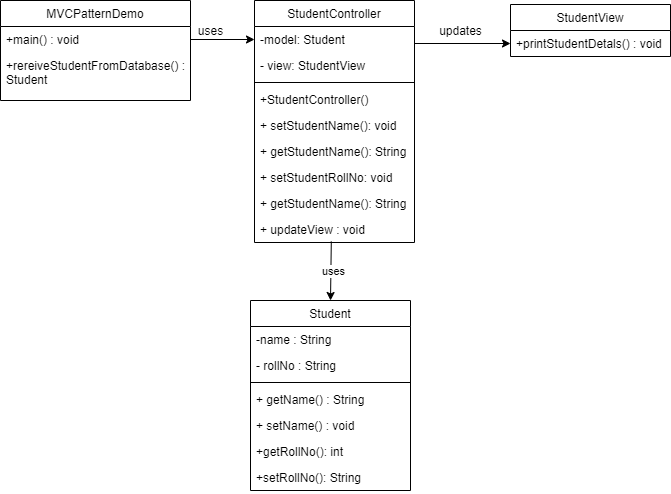 MVCPatternDemo
+main() : void
+rereiveStudentFromDatabase() :
Student
uses
StudentController
-model: Student
- view: StudentView
+StudentController()
+ setStudentName(): void
+ getStudentName(): String
+ setStudentRollNo: void
+ getStudentName(): String
+ updateView : void
updates
StudentView
+printStudentDetals() : void
uses
Student
-name : String
- rollNo : String
+ getName() : String
+ setName() : void
+getRollNo(): int
+setRollNo(): String